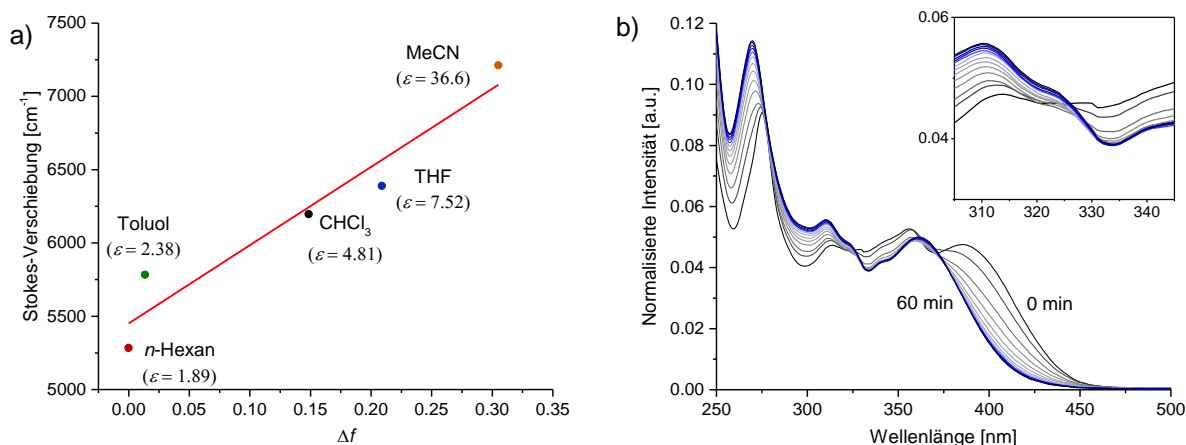 a)
Stokes-Verschiebung [cm⁻¹]
7500
7000
6500
6000
5500
5000
MeCN
(ε = 36.6)
THF
(ε = 7.52)
Toluol
(ε = 2.38)
CHCl₃
(ε = 4.81)
n-Hexan
(ε = 1.89)
0.00 0.05 0.10 0.15 0.20 0.25 0.30 0.35
Δf
b)
Normalisierte Intensität [a.u.]
0.12
0.10
0.08
0.06
0.04
0.02
0.00
0.06
0.04
310 320 330 340
60 min
0 min
250 300 350 400 450 500
Wellenlänge [nm]